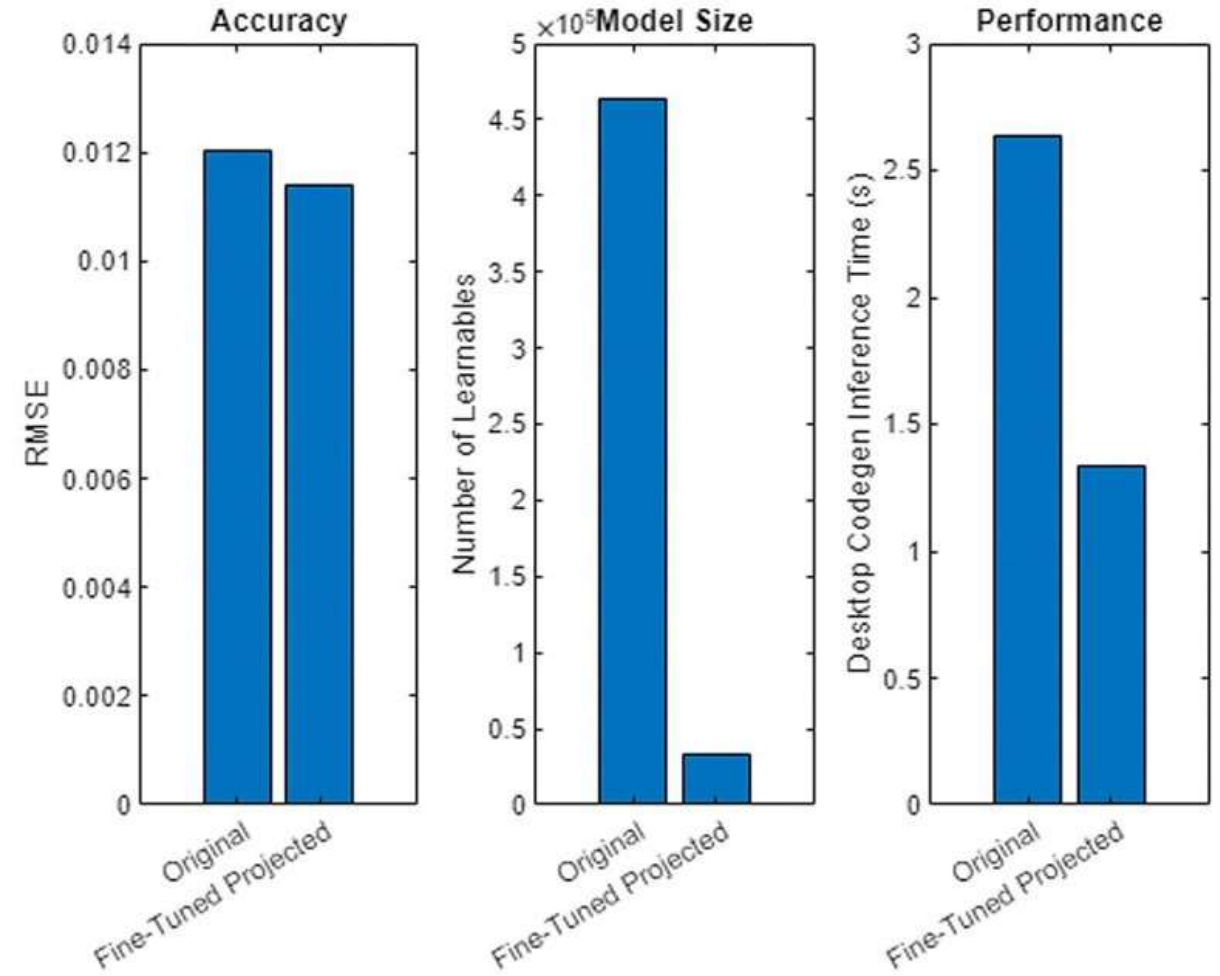 Accuracy
0.014
0.012
0.01
0.008
0.006
0.004
0.002
0
RMSE
Original
Fine-Tuned Projected
×10⁵
Model Size
5
4.5
4
3.5
3
2.5
2
1.5
1
0.5
0
Number of Learnables
Original
Fine-Tuned Projected
Performance
3
2.5
2
1.5
1
0.5
0
Desktop Codegen Inference Time (s)
Original
Fine-Tuned Projected